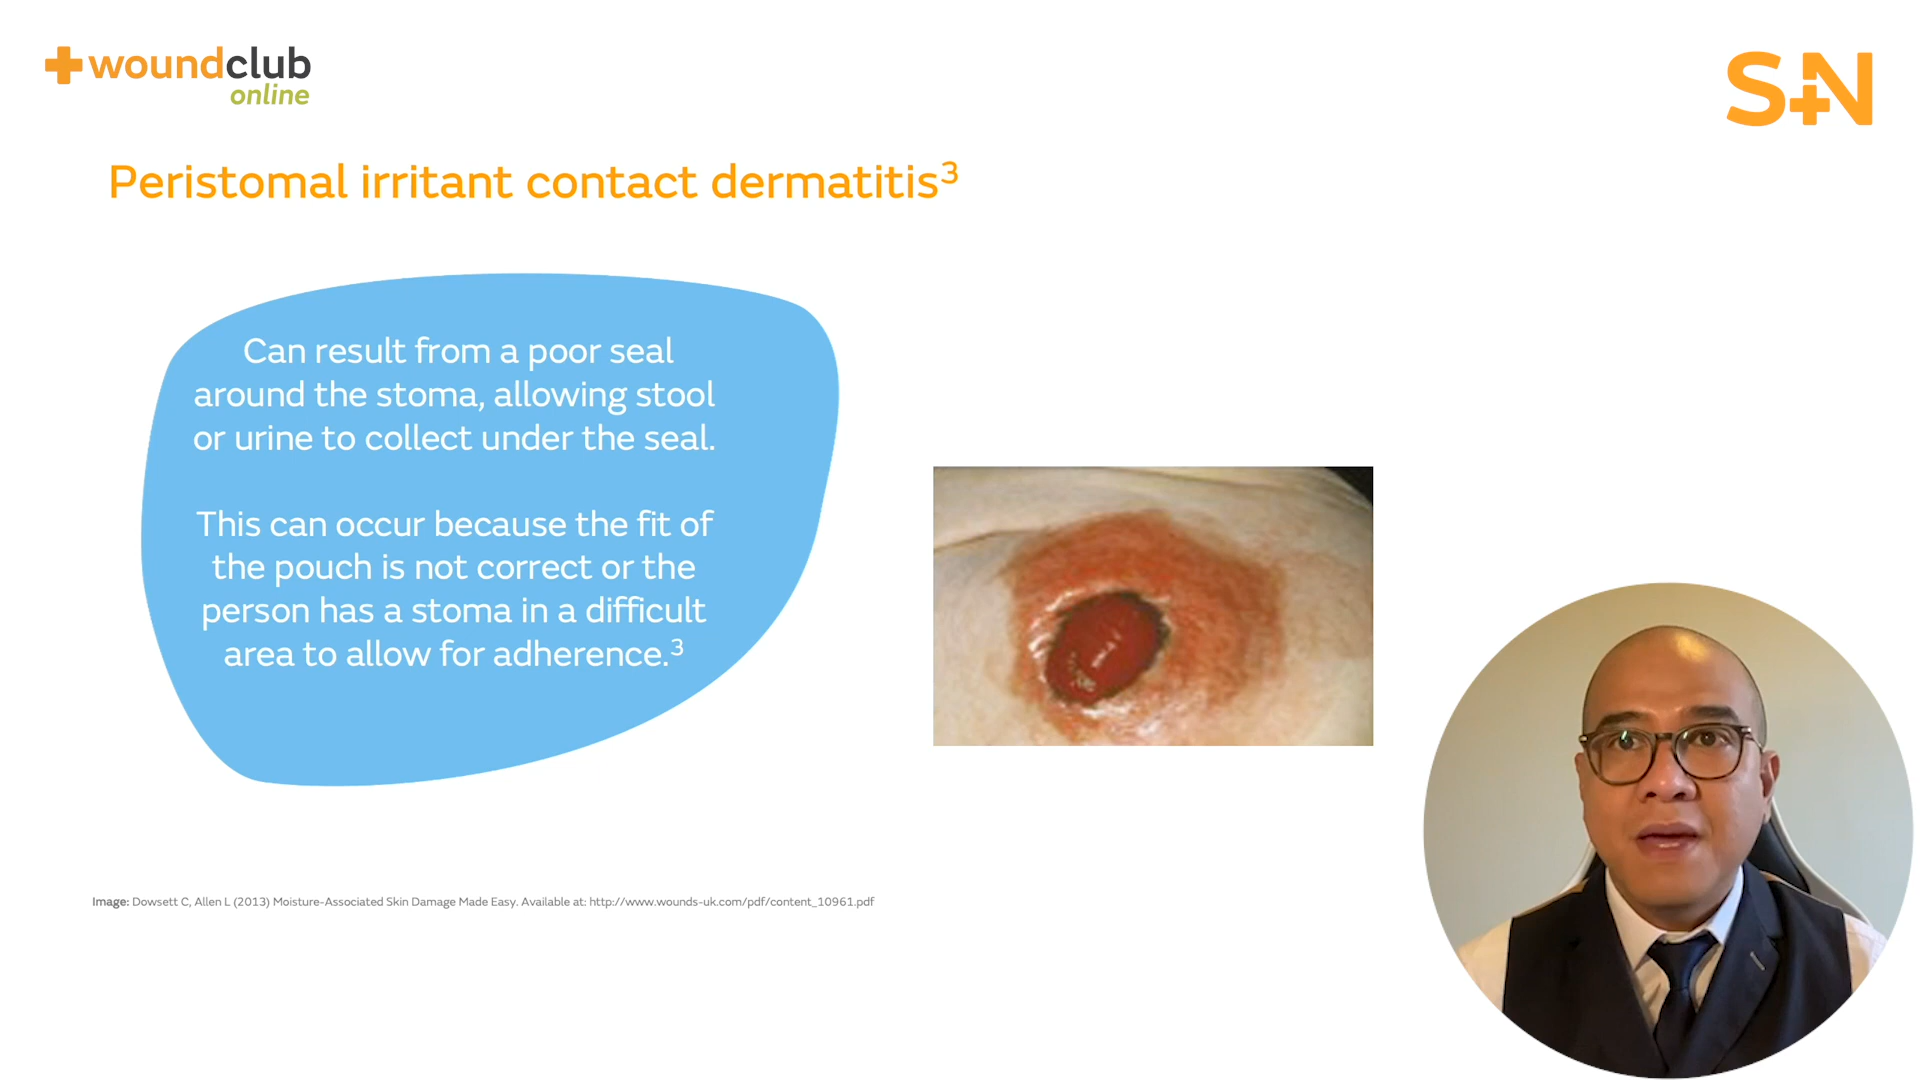 woundclub
online
S+N
Peristomal irritant contact dermatitis³
Can result from a poor seal
around the stoma, allowing stool
or urine to collect under the seal.
This can occur because the fit of
the pouch is not correct or the
person has a stoma in a difficult
area to allow for adherence.³
Image: Dowsett C, Allen L (2013) Moisture-Associated Skin Damage Made Easy. Available at: http://www.wounds-uk.com/pdf/content_10961.pdf